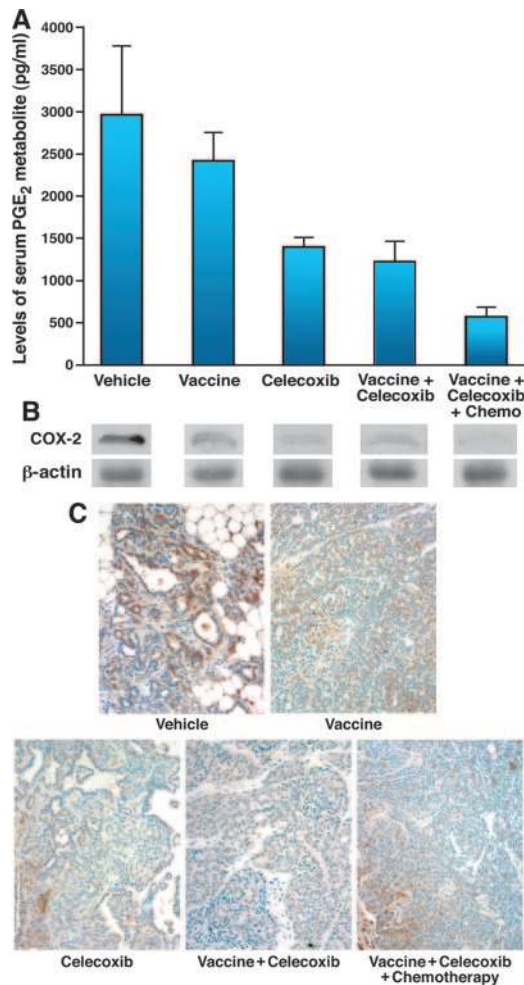 A
Levels of serum PGE2 metabolite (pg/ml)
4000
3500
3000
2500
2000
1500
1000
500
0
Vehicle
Vaccine
Celecoxib
Vaccine +
Celecoxib
Vaccine +
Celecoxib
+ Chemo
B
COX-2
β-actin
C
Vehicle
Vaccine
Celecoxib
Vaccine + Celecoxib
Vaccine + Celecoxib
+ Chemotherapy